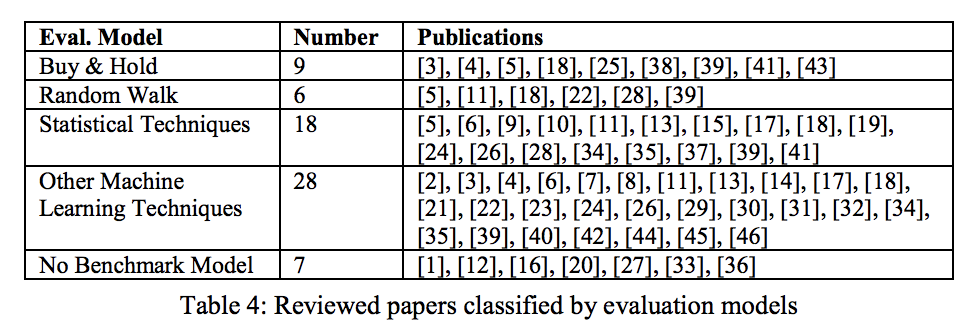 Eval. Model Number Publications
Buy & Hold 9 [3], [4], [5], [18], [25], [38], [39], [41], [43]
Random Walk 6 [5], [11], [18], [22], [28], [39]
Statistical Techniques 18 [5], [6], [9], [10], [11], [13], [15], [17], [18], [19],
[24], [26], [28], [34], [35], [37], [39], [41]
Other Machine 28 [2], [3], [4], [6], [7], [8], [11], [13], [14], [17], [18],
Learning Techniques [21], [22], [23], [24], [26], [29], [30], [31], [32], [34],
[35], [39], [40], [42], [44], [45], [46]
No Benchmark Model 7 [1], [12], [16], [20], [27], [33], [36]
Table 4: Reviewed papers classified by evaluation models